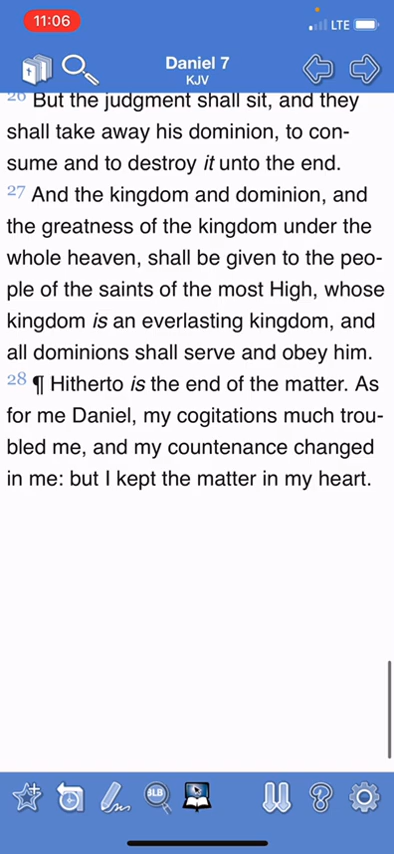 11:06
LTE
Daniel 7
KJV
26 But the judgment shall sit, and they
shall take away his dominion, to con-
sume and to destroy it unto the end.
27 And the kingdom and dominion, and
the greatness of the kingdom under the
whole heaven, shall be given to the peo-
ple of the saints of the most High, whose
kingdom is an everlasting kingdom, and
all dominions shall serve and obey him.
28 ¶ Hitherto is the end of the matter. As
for me Daniel, my cogitations much trou-
bled me, and my countenance changed
in me: but I kept the matter in my heart.
BLB